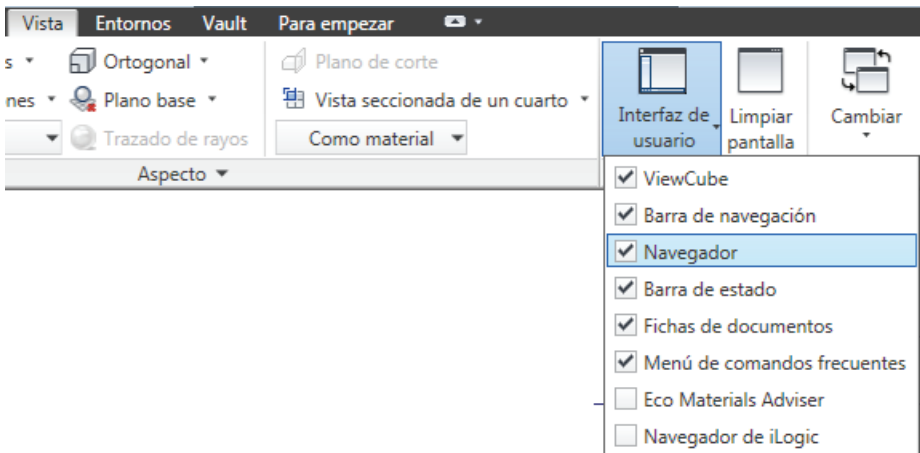 Vista Entornos Vault Para empezar
s Ortogonal Plano de corte
nes Plano base Vista seccionada de un cuarto
Trazado de rayos Como material
Aspecto
Interfaz de usuario
Limpiar pantalla
Cambiar
ViewCube
Barra de navegación
Navegador
Barra de estado
Fichas de documentos
Menú de comandos frecuentes
Eco Materials Adviser
Navegador de iLogic